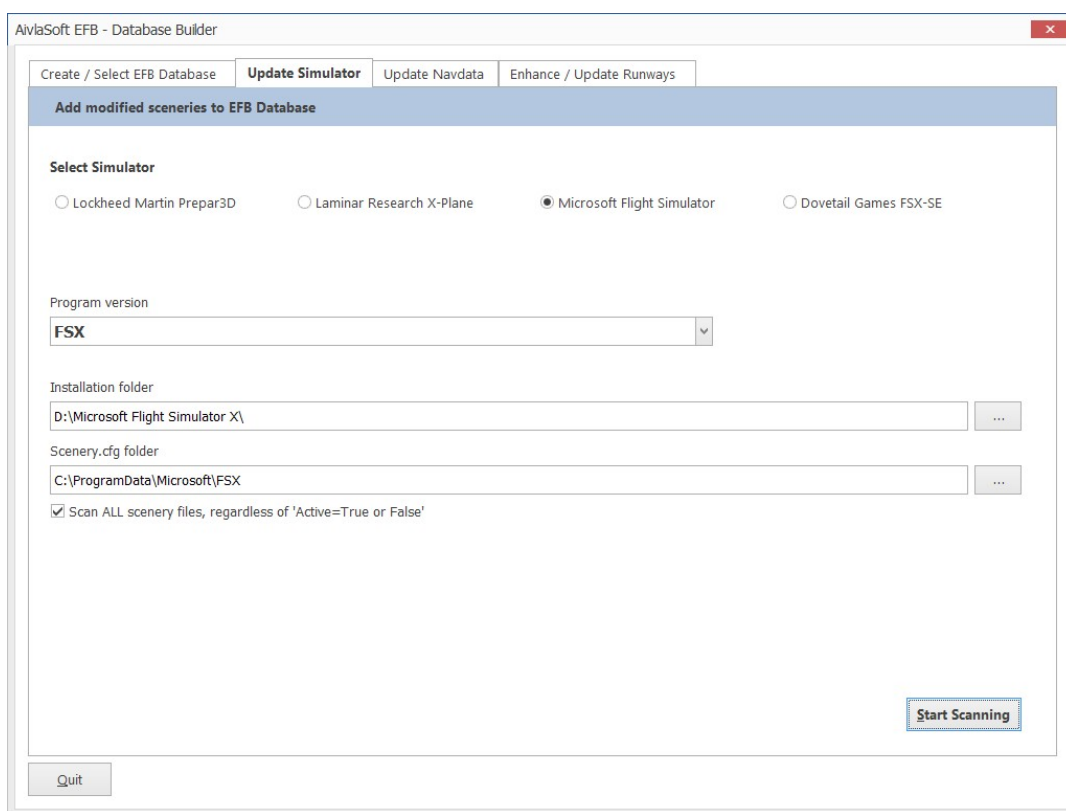 AivlaSoft EFB - Database Builder
Create / Select EFB Database Update Simulator Update Navdata Enhance / Update Runways
Add modified sceneries to EFB Database
Select Simulator
Lockheed Martin Prepar3D Laminar Research X-Plane Microsoft Flight Simulator Dovetail Games FSX-SE
Program version
FSX
Installation folder
D:\Microsoft Flight Simulator X\
...
Scenery.cfg folder
C:\ProgramData\Microsoft\FSX
...
Scan ALL scenery files, regardless of 'Active=True or False'
Start Scanning
Quit